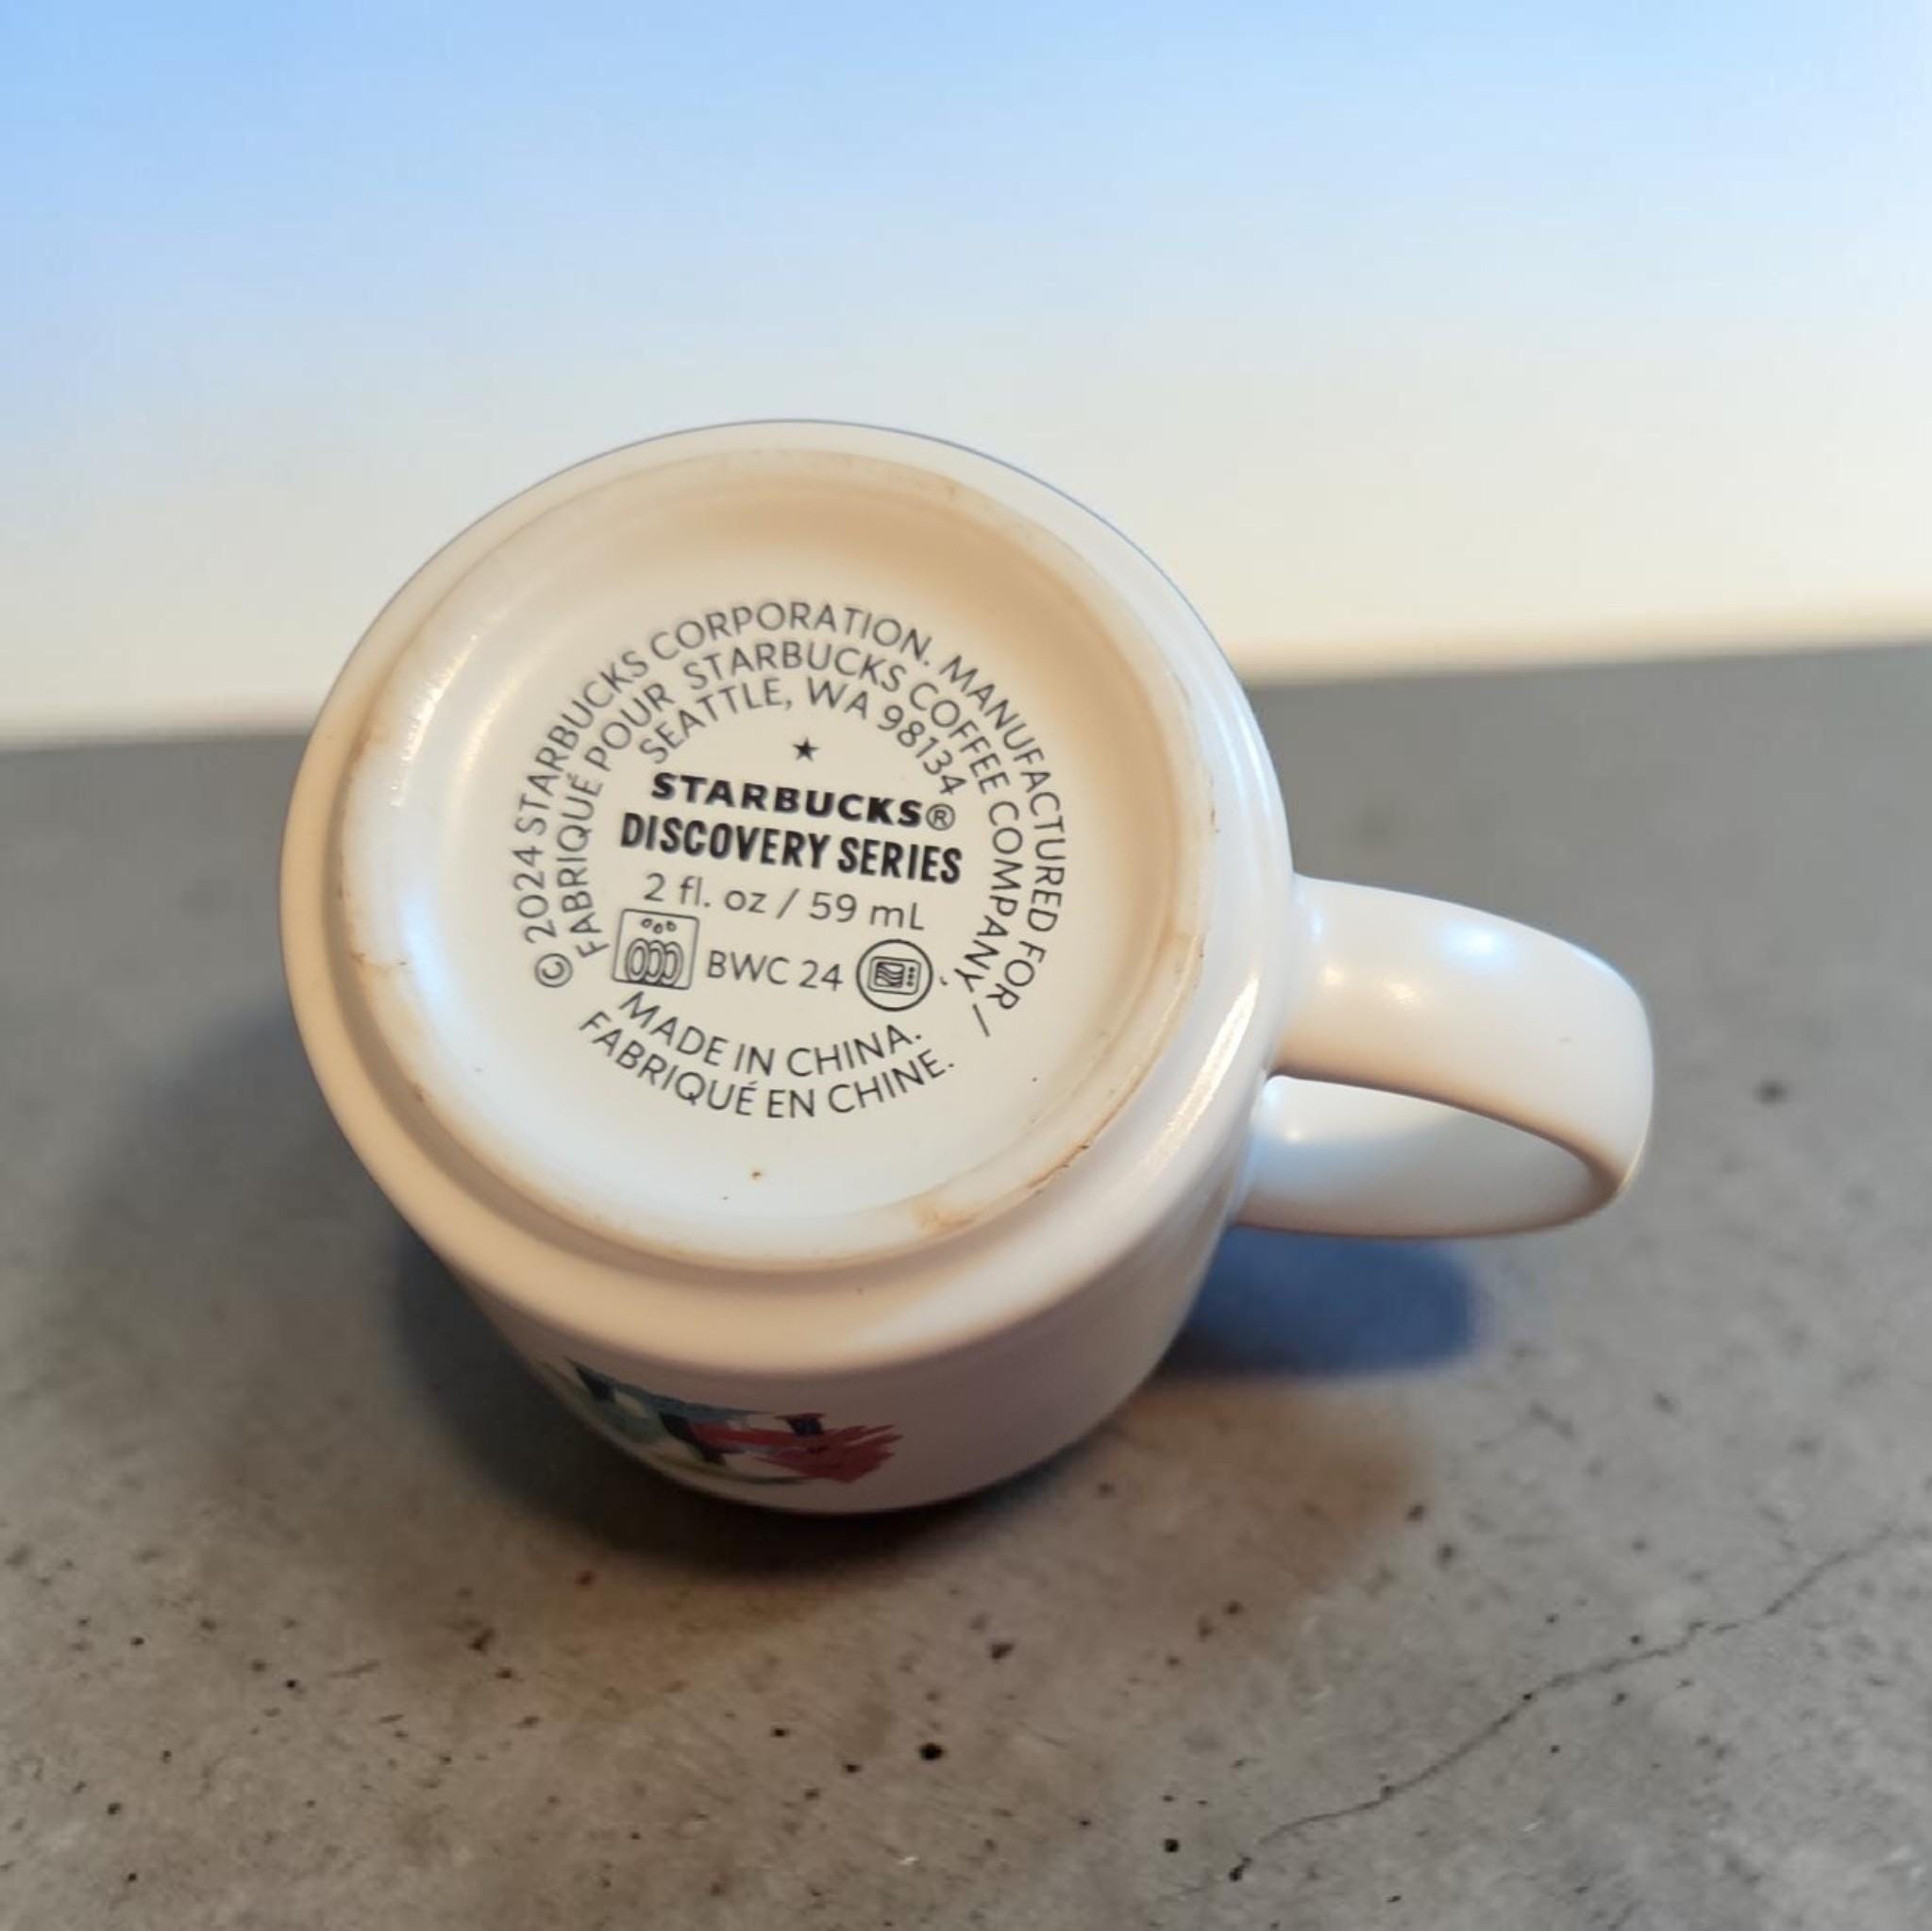 © 2024 STARBUCKS CORPORATION. MANUFACTURED FOR
FABRIQUÉ POUR STARBUCKS COFFEE COMPANY /
SEATTLE, WA 98134
★
STARBUCKS®
DISCOVERY SERIES
2 fl. oz / 59 mL
BWC 24
MADE IN CHINA.
FABRIQUÉ EN CHINE.